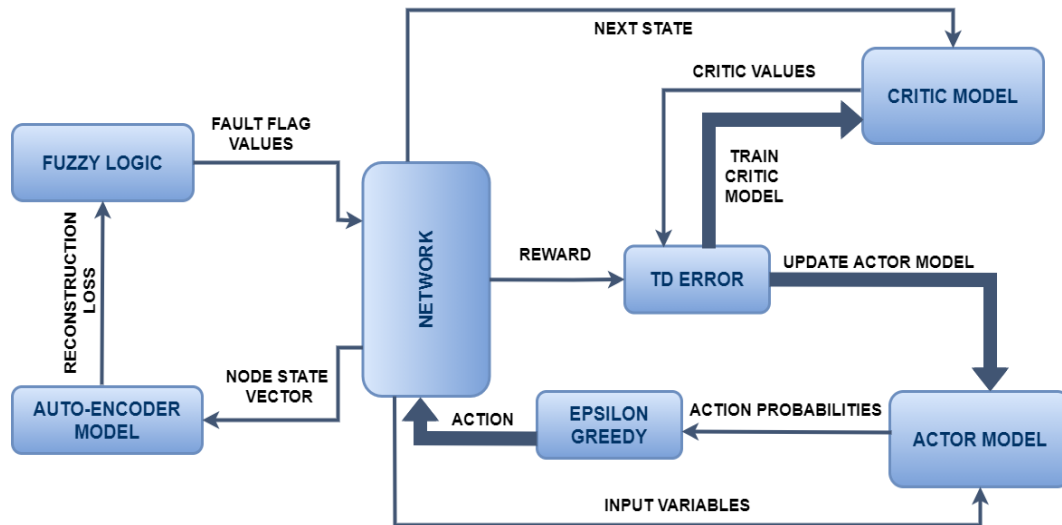 NEXT STATE
CRITIC VALUES
CRITIC MODEL
FAULT FLAG
VALUES
FUZZY LOGIC
TRAIN
CRITIC
MODEL
RECONSTRUCTION
LOSS
NETWORK
REWARD
TD ERROR
UPDATE ACTOR MODEL
NODE STATE
VECTOR
AUTO-ENCODER
MODEL
ACTION
EPSILON
GREEDY
ACTION PROBABILITIES
ACTOR MODEL
INPUT VARIABLES